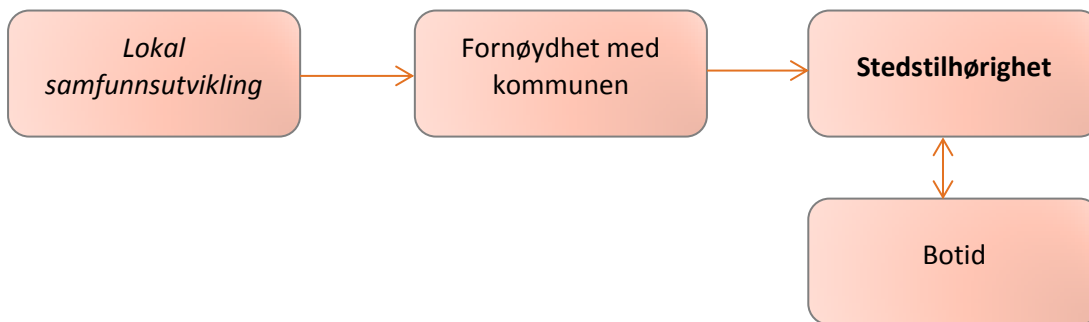 Lokal
samfunnsutvikling
Fornøydhet med
kommunen
Stedstilhørighet
Botid